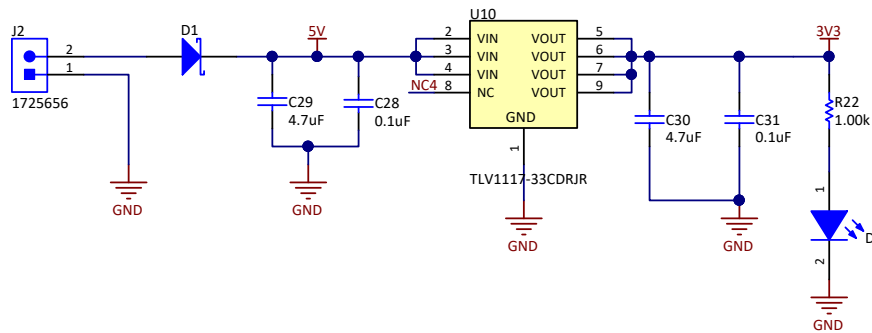 J2
2
1
1725656
GND
D1
5V
C29
4.7uF
C28
0.1uF
GND
U10
2 VIN VOUT 5
3 VIN VOUT 6
4 VIN VOUT 7
NC4 8 NC VOUT 9
GND
1
TLV1117-33CDRJR
GND
C30
4.7uF
C31
0.1uF
GND
3V3
R22
1.00k
1
D
2
GND